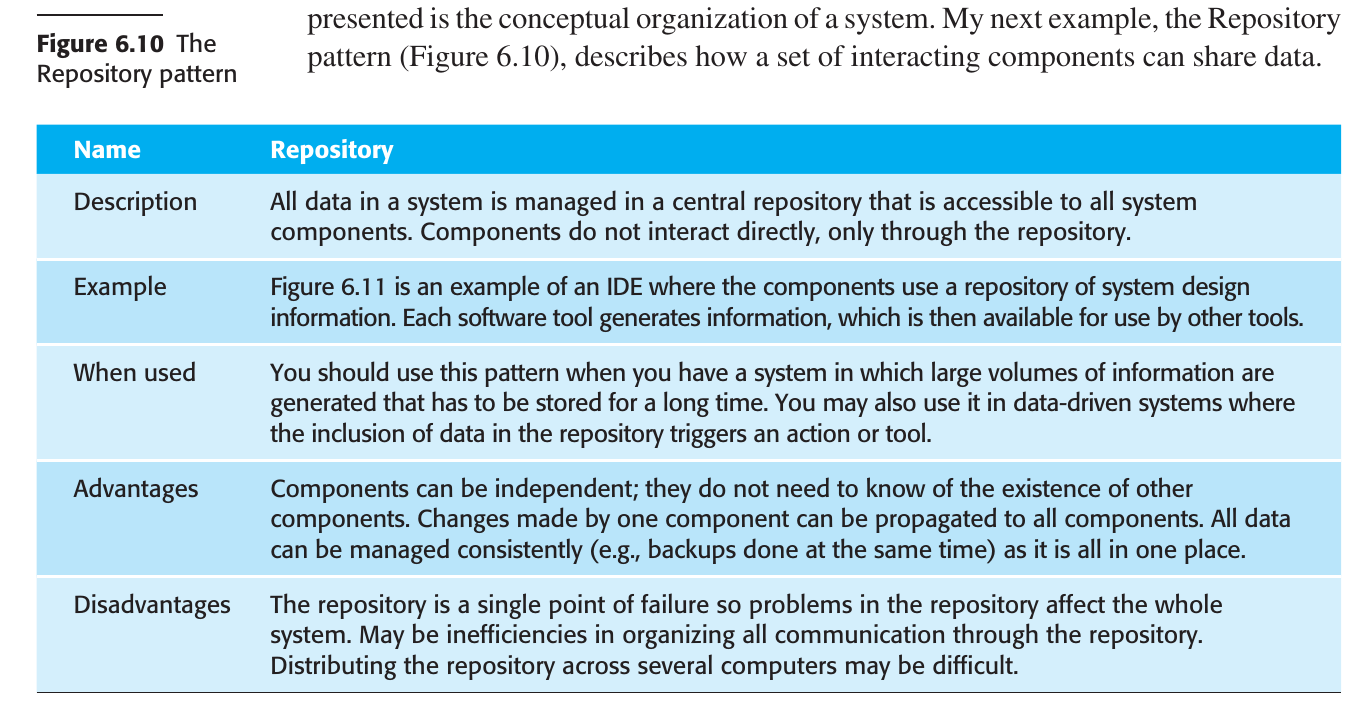 Figure 6.10 The
Repository pattern
presented is the conceptual organization of a system. My next example, the Repository
pattern (Figure 6.10), describes how a set of interacting components can share data.
Name Repository
Description All data in a system is managed in a central repository that is accessible to all system
components. Components do not interact directly, only through the repository.
Example Figure 6.11 is an example of an IDE where the components use a repository of system design
information. Each software tool generates information, which is then available for use by other tools.
When used You should use this pattern when you have a system in which large volumes of information are
generated that has to be stored for a long time. You may also use it in data-driven systems where
the inclusion of data in the repository triggers an action or tool.
Advantages Components can be independent; they do not need to know of the existence of other
components. Changes made by one component can be propagated to all components. All data
can be managed consistently (e.g., backups done at the same time) as it is all in one place.
Disadvantages The repository is a single point of failure so problems in the repository affect the whole
system. May be inefficiencies in organizing all communication through the repository.
Distributing the repository across several computers may be difficult.